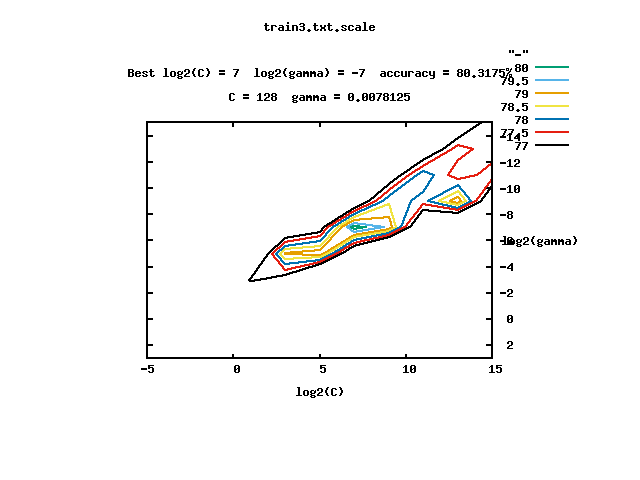 train3.txt.scale
"-"
Best log2(C) = 7  log2(gamma) = -7  accuracy = 80.3175%
C = 128  gamma = 0.0078125
80
79.5
79
78.5
78
77.5
77
-14
-12
-10
-8
-6
log2(gamma)
-4
-2
0
2
-5 0 5 10 15
log2(C)